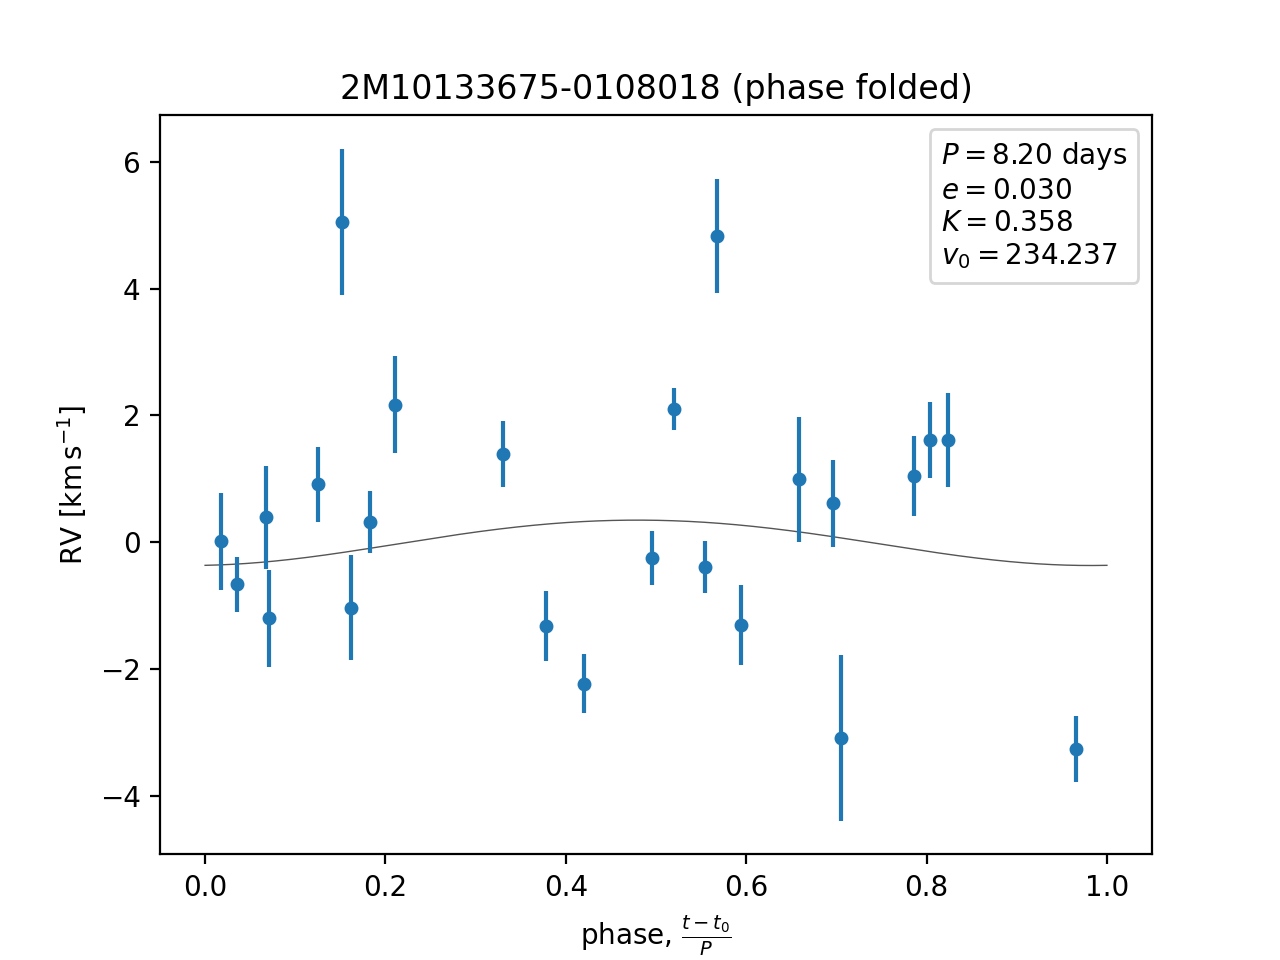 2M10133675-0108018 (phase folded)
P = 8.20 days
e = 0.030
K = 0.358
v₀ = 234.237
RV [km s⁻¹]
6
4
2
0
−2
−4
0.0 0.2 0.4 0.6 0.8 1.0
phase, (t − t₀)/P